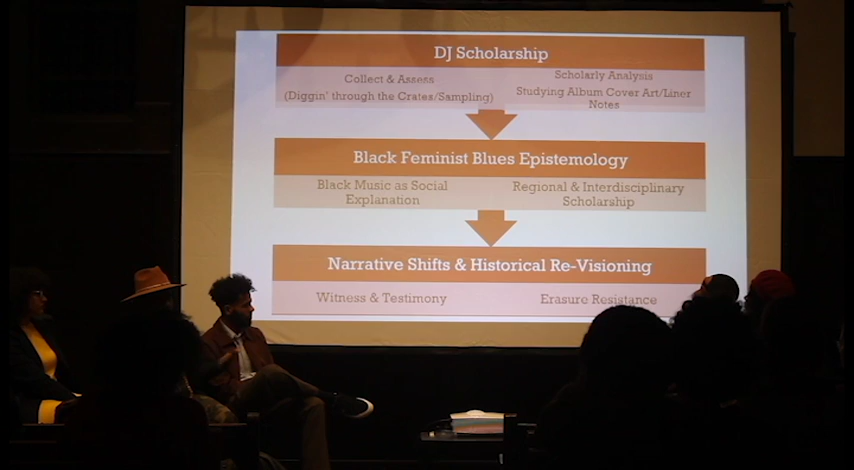 DJ Scholarship
Collect & Assess
(Diggin' through the Crates/Sampling)
Scholarly Analysis
Studying Album Cover Art/Liner
Notes
Black Feminist Blues Epistemology
Black Music as Social
Explanation
Regional & Interdisciplinary
Scholarship
Narrative Shifts & Historical Re-Visioning
Witness & Testimony
Erasure Resistance